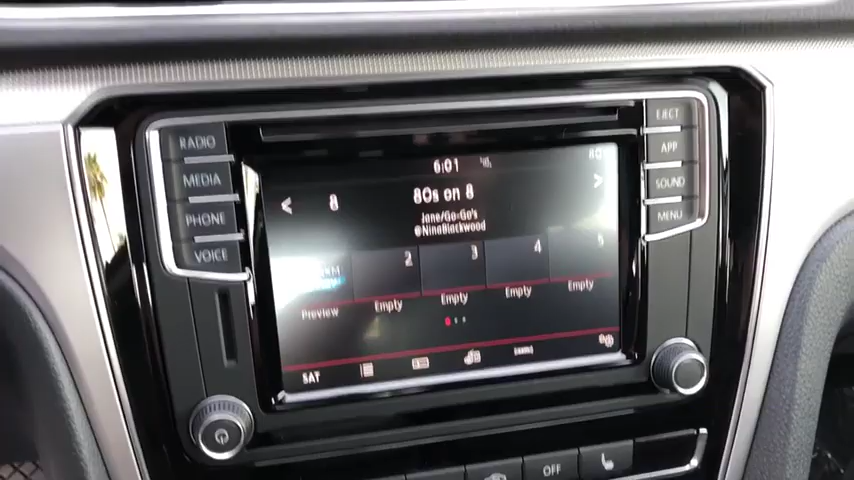 RADIO
MEDIA
PHONE
VOICE
EJECT
APP
SOUND
MENU
6:01
80
< 8 80s on 8 >
Jane/Go-Go's
@NinaBlackwood
2 3 4 5
Preview Empty Empty Empty Empty
SAT
OFF